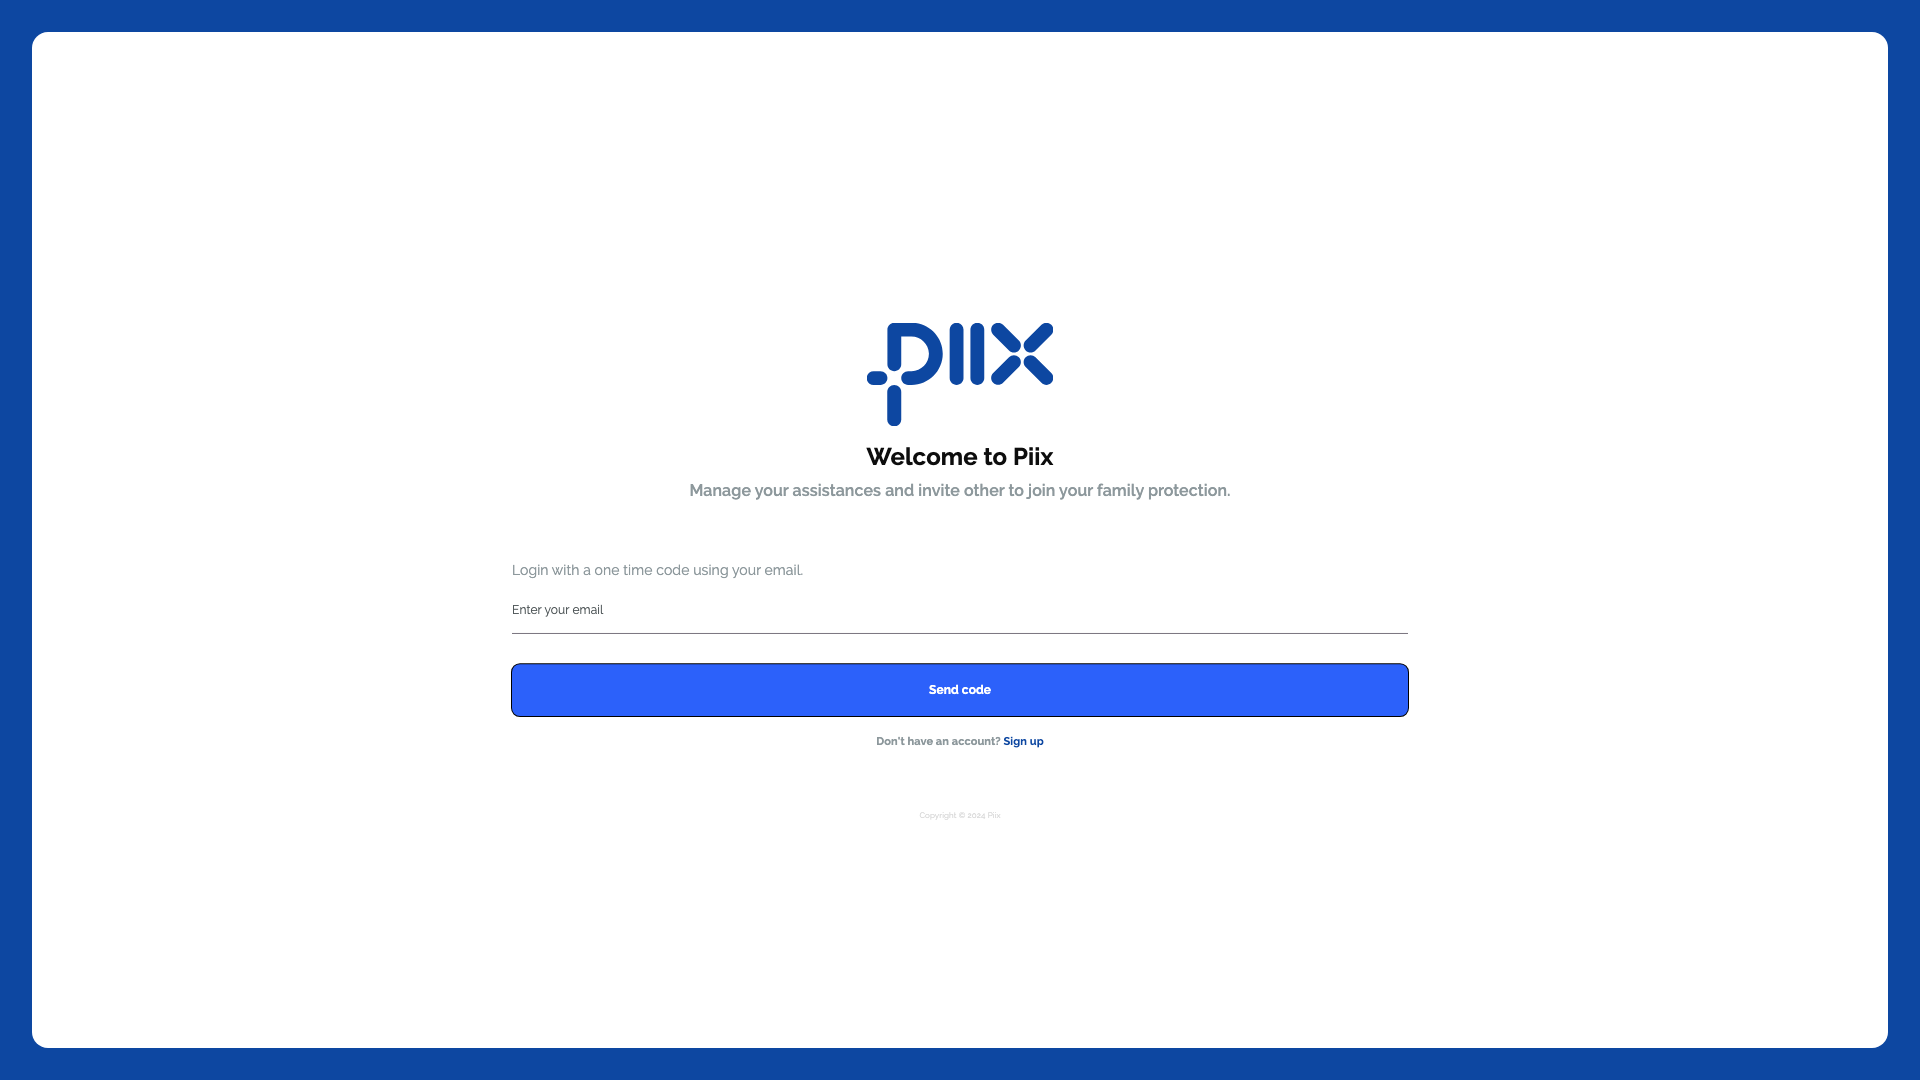 piix
Welcome to Piix
Manage your assistances and invite other to join your family protection.
Login with a one time code using your email.
Enter your email
Send code
Don't have an account? Sign up
Copyright © 2024 Piix